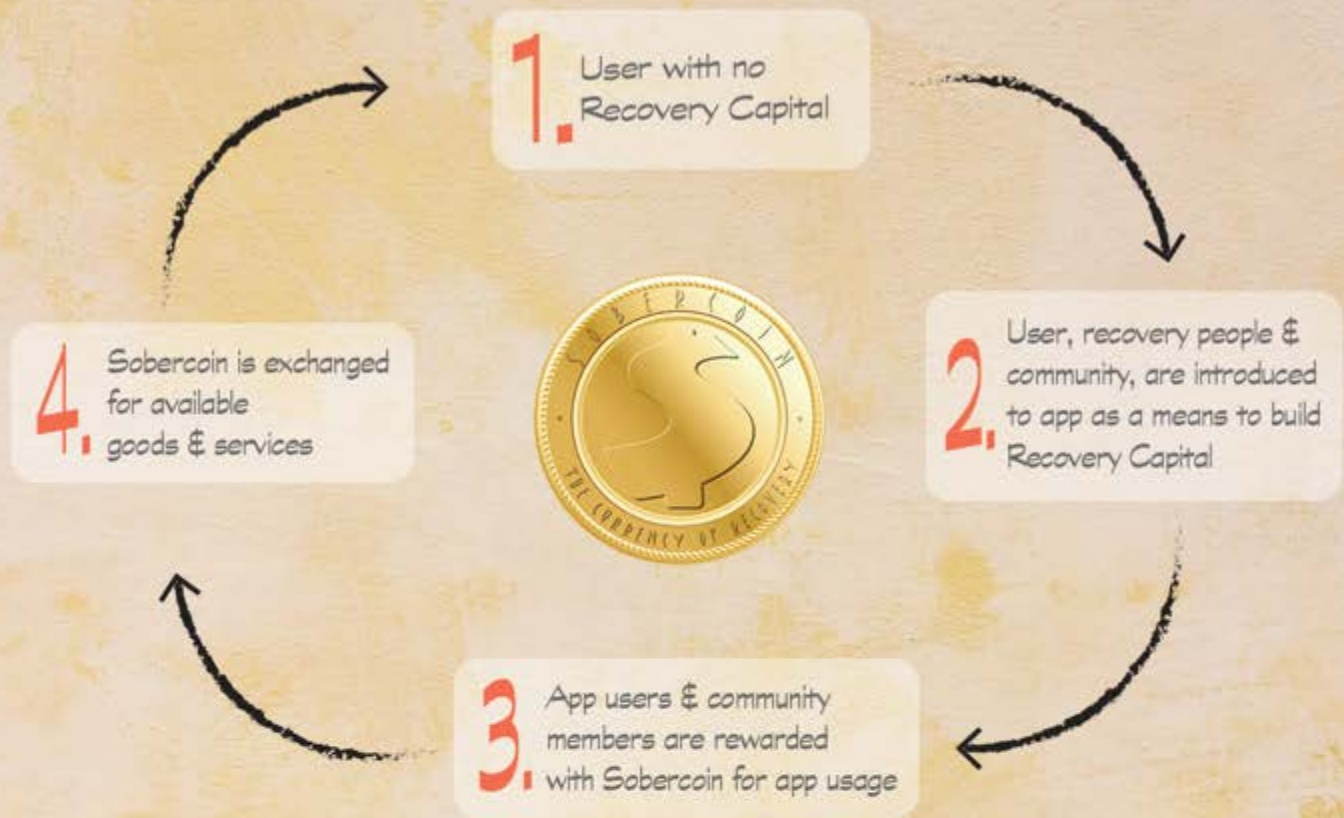 1. User with no
Recovery Capital
2. User, recovery people &
community, are introduced
to app as a means to build
Recovery Capital
3. App users & community
members are rewarded
with Sobercoin for app usage
4. Sobercoin is exchanged
for available
goods & services
SOBERCOIN
THE CURRENCY OF RECOVERY